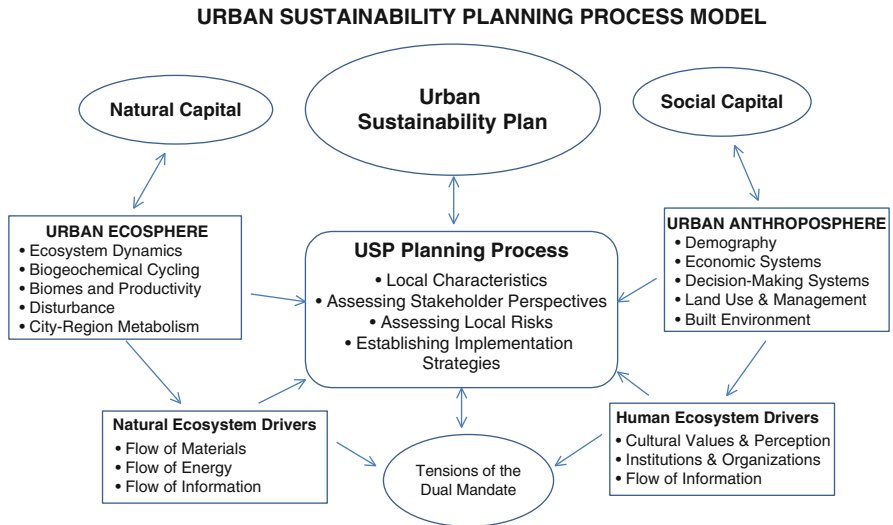 URBAN SUSTAINABILITY PLANNING PROCESS MODEL
Natural Capital
Urban
Sustainability Plan
Social Capital
URBAN ECOSPHERE
• Ecosystem Dynamics
• Biogeochemical Cycling
• Biomes and Productivity
• Disturbance
• City-Region Metabolism
USP Planning Process
• Local Characteristics
• Assessing Stakeholder Perspectives
• Assessing Local Risks
• Establishing Implementation
Strategies
URBAN ANTHROPOSPHERE
• Demography
• Economic Systems
• Decision-Making Systems
• Land Use & Management
• Built Environment
Natural Ecosystem Drivers
• Flow of Materials
• Flow of Energy
• Flow of Information
Tensions of the
Dual Mandate
Human Ecosystem Drivers
• Cultural Values & Perception
• Institutions & Organizations
• Flow of Information